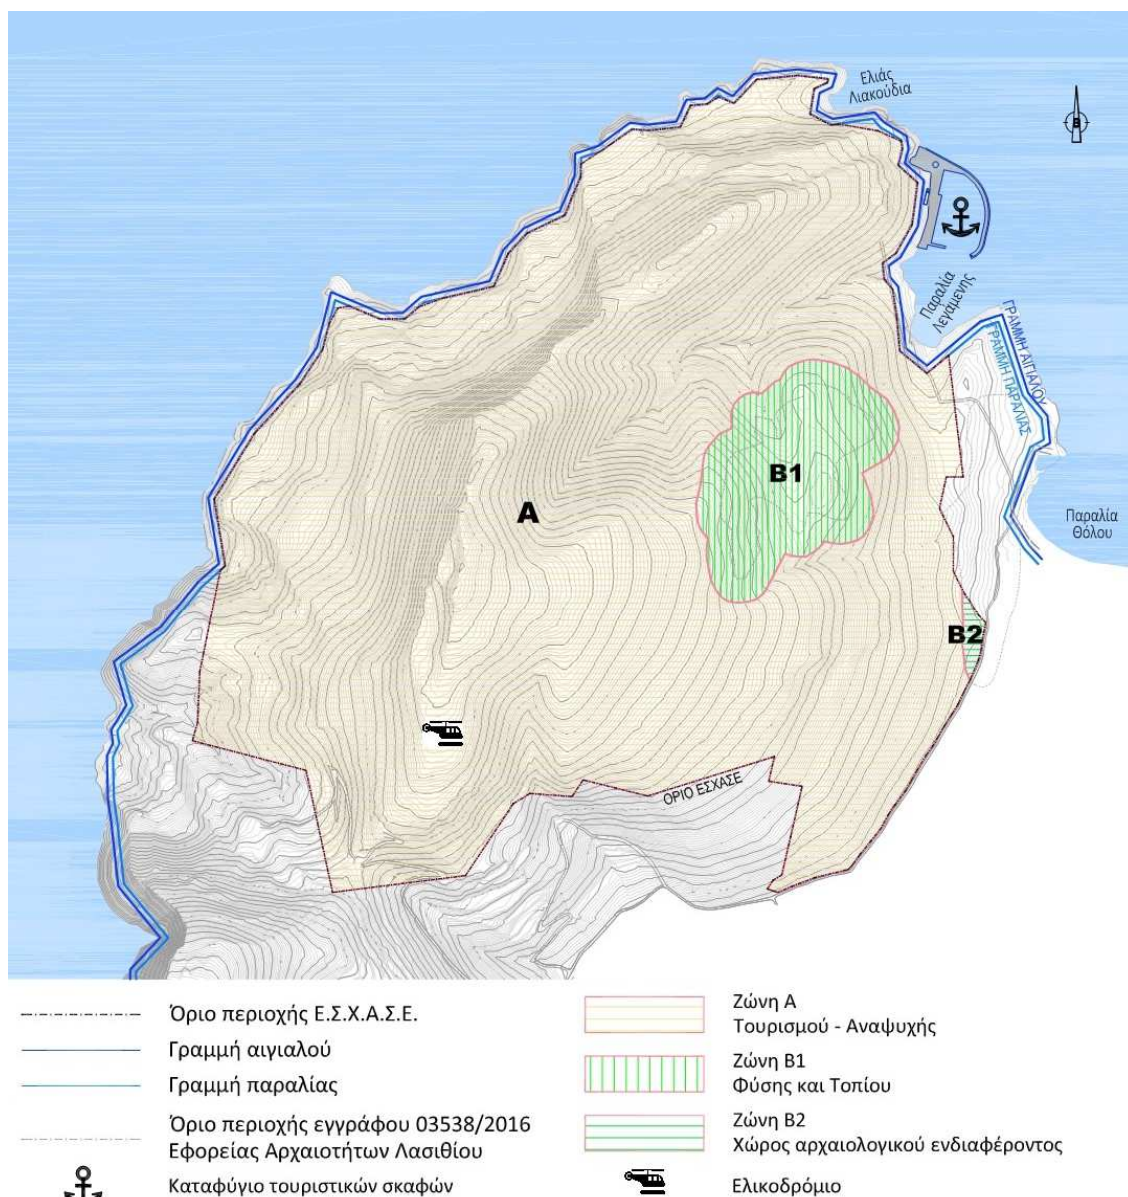 Ελιάς
Λιακούδια
B
Παραλία
Λεγαμενης
ΓΡΑΜΜΗ ΑΙΓΙΑΛΟΥ
ΓΡΑΜΜΗ ΠΑΡΑΛΙΑΣ
B1
A
Παραλία
Θόλου
B2
ΟΡΙΟ ΕΣΧΑΣΕ
Όριο περιοχής Ε.Σ.Χ.Α.Σ.Ε.
Γραμμή αιγιαλού
Γραμμή παραλίας
Όριο περιοχής εγγράφου 03538/2016
Εφορείας Αρχαιοτήτων Λασιθίου
Καταφύγιο τουριστικών σκαφών
Ζώνη Α
Τουρισμού - Αναψυχής
Ζώνη Β1
Φύσης και Τοπίου
Ζώνη Β2
Χώρος αρχαιολογικού ενδιαφέροντος
Ελικοδρόμιο